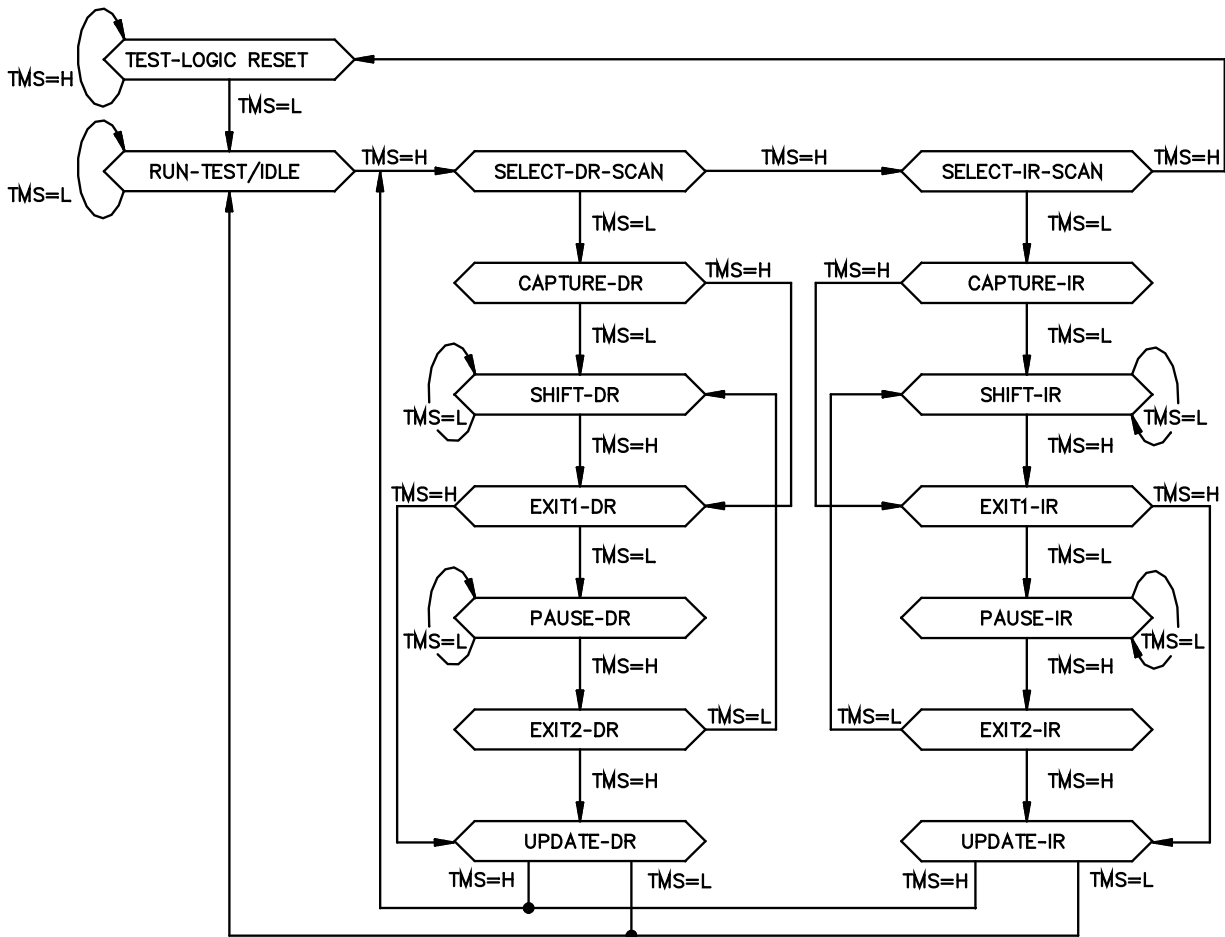 TEST-LOGIC RESET
TMS=H
TMS=L
RUN-TEST/IDLE
TMS=L
TMS=H
SELECT-DR-SCAN
TMS=H
SELECT-IR-SCAN
TMS=H
TMS=L
TMS=L
CAPTURE-DR
TMS=H
TMS=H
CAPTURE-IR
TMS=L
TMS=L
SHIFT-DR
TMS=L
SHIFT-IR
TMS=L
TMS=H
TMS=H
TMS=H
EXIT1-DR
EXIT1-IR
TMS=H
TMS=L
TMS=L
PAUSE-DR
TMS=L
PAUSE-IR
TMS=L
TMS=H
TMS=H
EXIT2-DR
TMS=L
TMS=L
EXIT2-IR
TMS=H
TMS=H
UPDATE-DR
UPDATE-IR
TMS=H
TMS=L
TMS=H
TMS=L